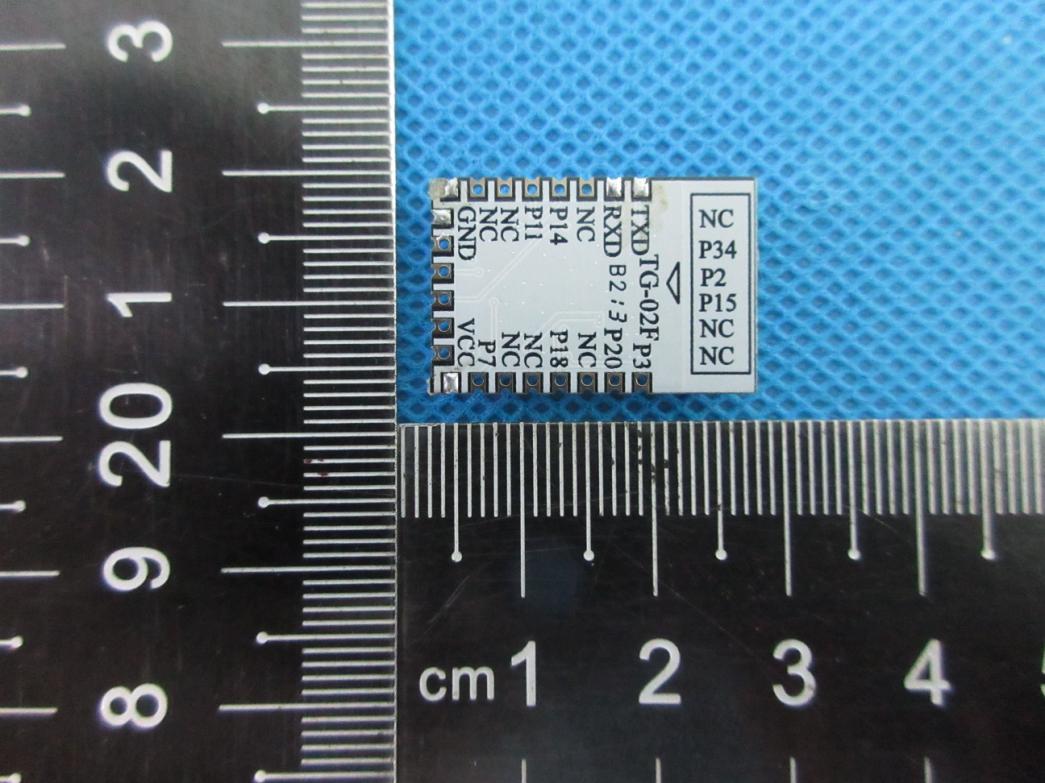 3
2
1
20
9
8
GND
NC
NC
P11
P14
NC
RXD
TXD
TG-02F
B2:3
VCC
P7
NC
NC
P18
NC
P20
P3
NC
P34
P2
P15
NC
NC
cm 1 2 3 4